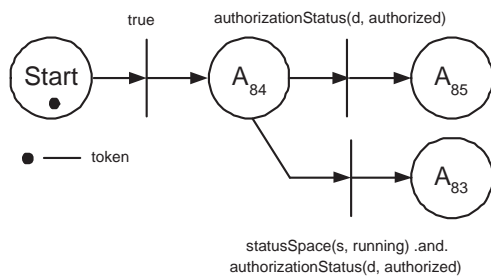 true
authorizationStatus(d, authorized)
Start
A84
A85
token
A83
statusSpace(s, running) .and.
authorizationStatus(d, authorized)